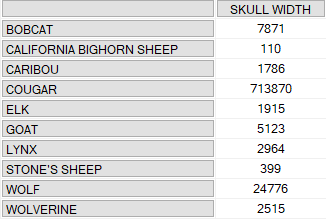 SKULL WIDTH
BOBCAT 7871
CALIFORNIA BIGHORN SHEEP 110
CARIBOU 1786
COUGAR 713870
ELK 1915
GOAT 5123
LYNX 2964
STONE'S SHEEP 399
WOLF 24776
WOLVERINE 2515